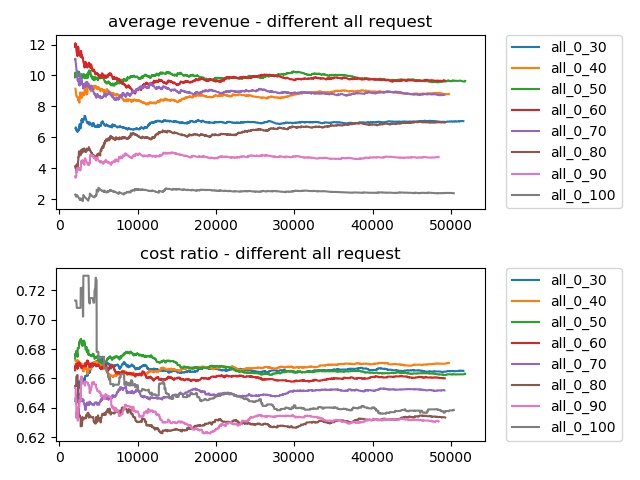 average revenue - different all request
12
10
8
6
4
2
0
10000
20000
30000
40000
50000
all_0_30
all_0_40
all_0_50
all_0_60
all_0_70
all_0_80
all_0_90
all_0_100
cost ratio - different all request
0.72
0.70
0.68
0.66
0.64
0.62
0
10000
20000
30000
40000
50000
all_0_30
all_0_40
all_0_50
all_0_60
all_0_70
all_0_80
all_0_90
all_0_100